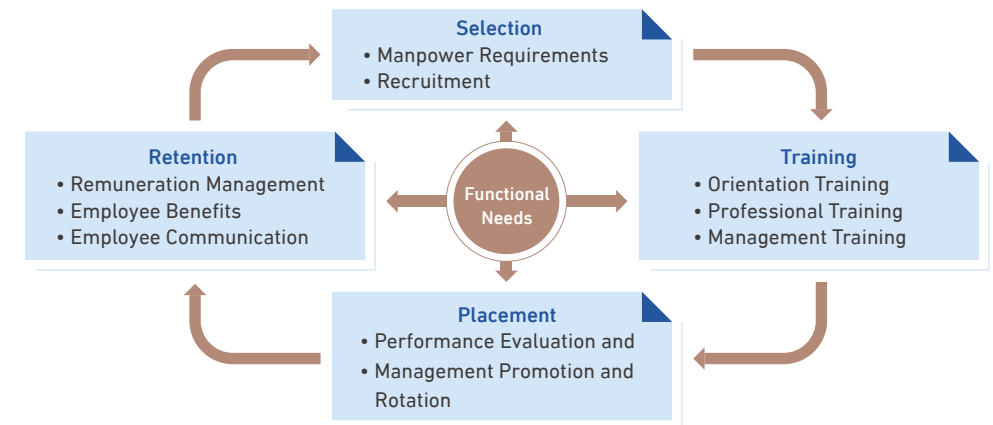 Selection
• Manpower Requirements
• Recruitment
Retention
• Remuneration Management
• Employee Benefits
• Employee Communication
Functional
Needs
Training
• Orientation Training
• Professional Training
• Management Training
Placement
• Performance Evaluation and
• Management Promotion and
Rotation